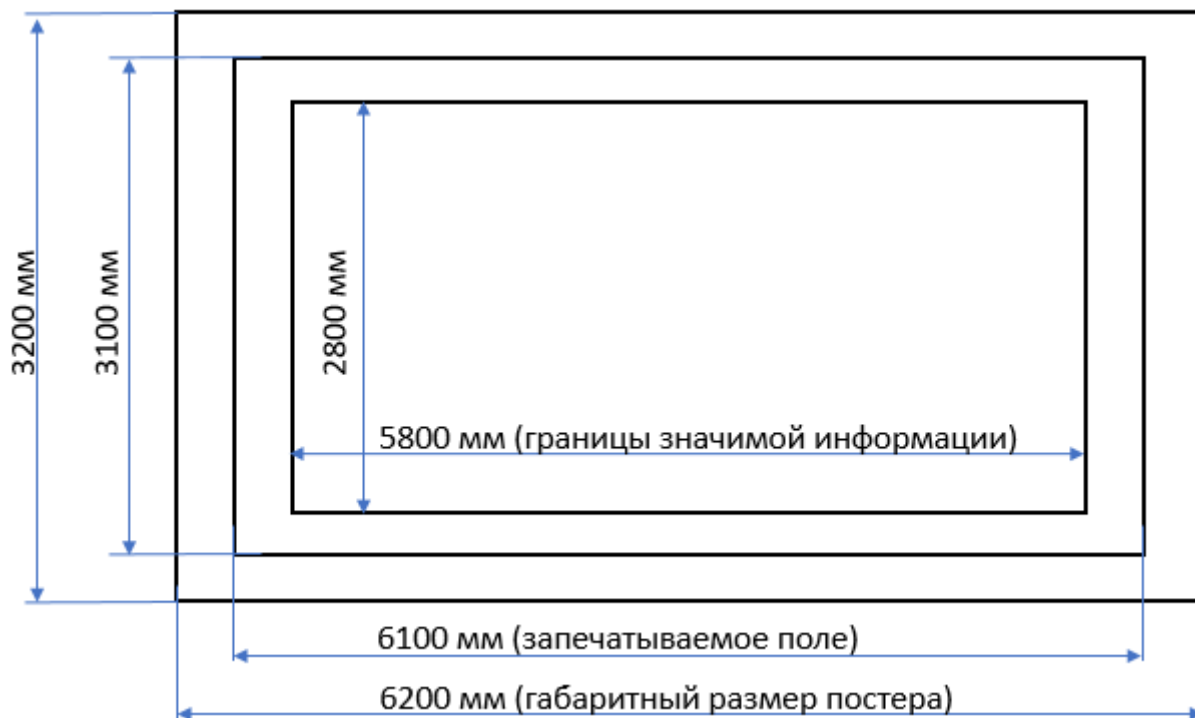 3200 мм
3100 мм
2800 мм
5800 мм (границы значимой информации)
6100 мм (запечатываемое поле)
6200 мм (габаритный размер постера)